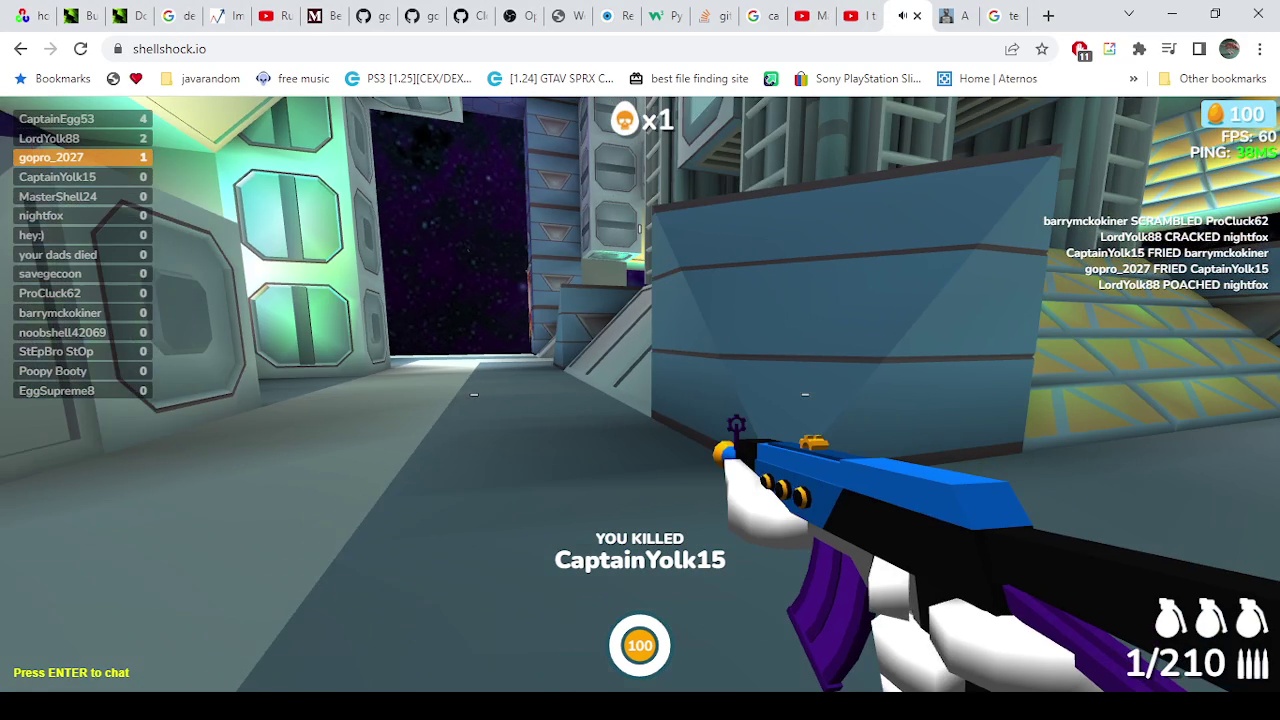 hc Bu Do de Im Ru Be gc gc Cl Op W Re Py git ca M I t A te
shellshock.io
11
Bookmarks javarandom free music PS3 [1.25](CEX/DEX... [1.24] GTAV SPRX C... best file finding site Sony PlayStation Sli... Home | Aternos » Other bookmarks
CaptainEgg53 4
LordYolk88 2
gopro_2027 1
CaptainYolk15 0
MasterShell24 0
nightfox 0
hey:) 0
your dads died 0
savegecoon 0
ProCluck62 0
barrymckokiner 0
noobshell42069 0
StEpBro StOp 0
Poopy Booty 0
EggSupreme8 0
x1
100
FPS: 60
PING: 38MS
barrymckokiner SCRAMBLED ProCluck62
LordYolk88 CRACKED nightfox
CaptainYolk15 FRIED barrymckokiner
gopro_2027 FRIED CaptainYolk15
LordYolk88 POACHED nightfox
YOU KILLED
CaptainYolk15
100
1/210
Press ENTER to chat